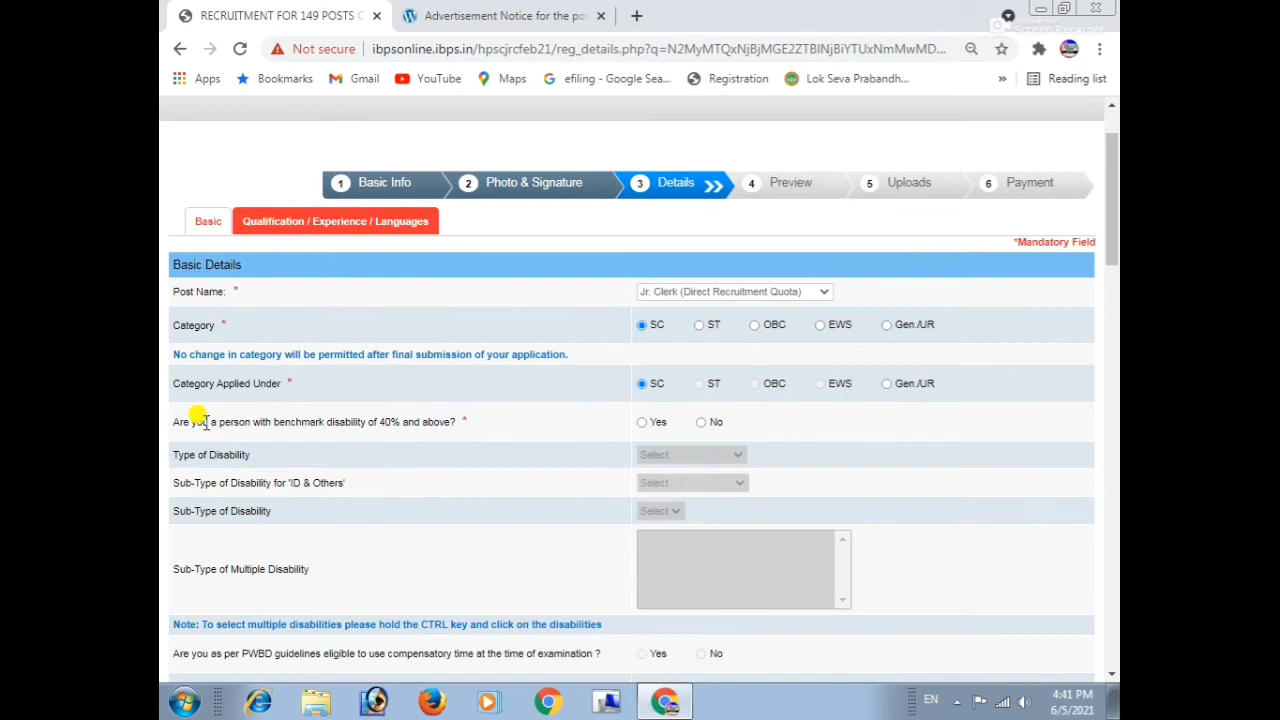 RECRUITMENT FOR 149 POSTS C
Advertisement Notice for the po
Not secure
ibpsonline.ibps.in/hpscjrcfeb21/reg_details.php?q=N2MyMTQxNjBjMGE2ZTBlNjBiYTUxNmMwMD...
Apps Bookmarks Gmail YouTube Maps efiling - Google Sea... Registration Lok Seva Prabandh... » Reading list
1 Basic Info 2 Photo & Signature 3 Details 4 Preview 5 Uploads 6 Payment
Basic Qualification / Experience / Languages
*Mandatory Field
Basic Details
Post Name: * Jr. Clerk (Direct Recruitment Quota)
Category * SC ST OBC EWS Gen./UR
No change in category will be permitted after final submission of your application.
Category Applied Under * SC ST OBC EWS Gen./UR
Are you a person with benchmark disability of 40% and above? * Yes No
Type of Disability Select
Sub-Type of Disability for 'ID & Others' Select
Sub-Type of Disability Select
Sub-Type of Multiple Disability
Note: To select multiple disabilities please hold the CTRL key and click on the disabilities
Are you as per PWBD guidelines eligible to use compensatory time at the time of examination ? Yes No
EN
4:41 PM
6/5/2021